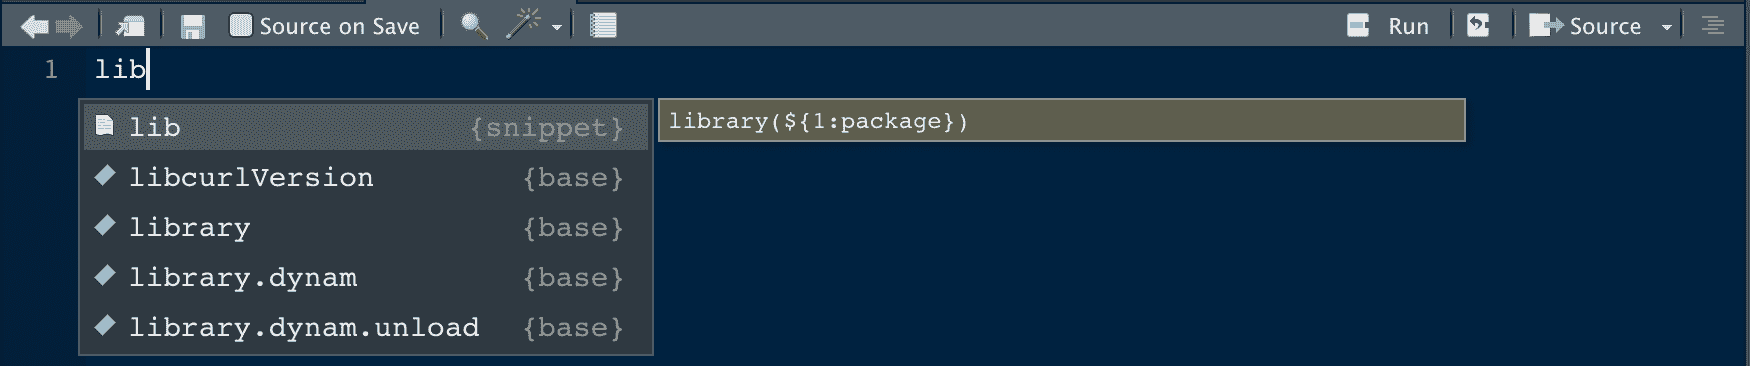 Source on Save Run Source
1 lib
lib {snippet} library(${1:package})
libcurlVersion {base}
library {base}
library.dynam {base}
library.dynam.unload {base}